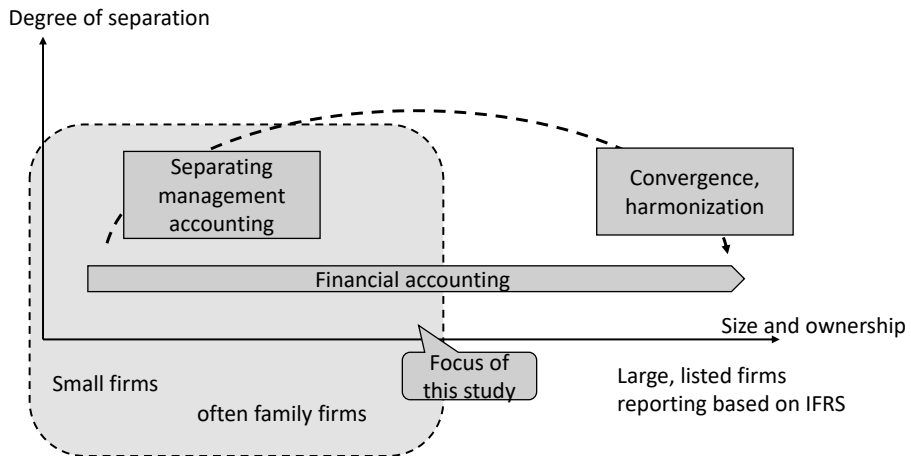 Degree of separation
Separating
management
accounting
Convergence,
harmonization
Financial accounting
Size and ownership
Focus of
this study
Small firms
often family firms
Large, listed firms
reporting based on IFRS